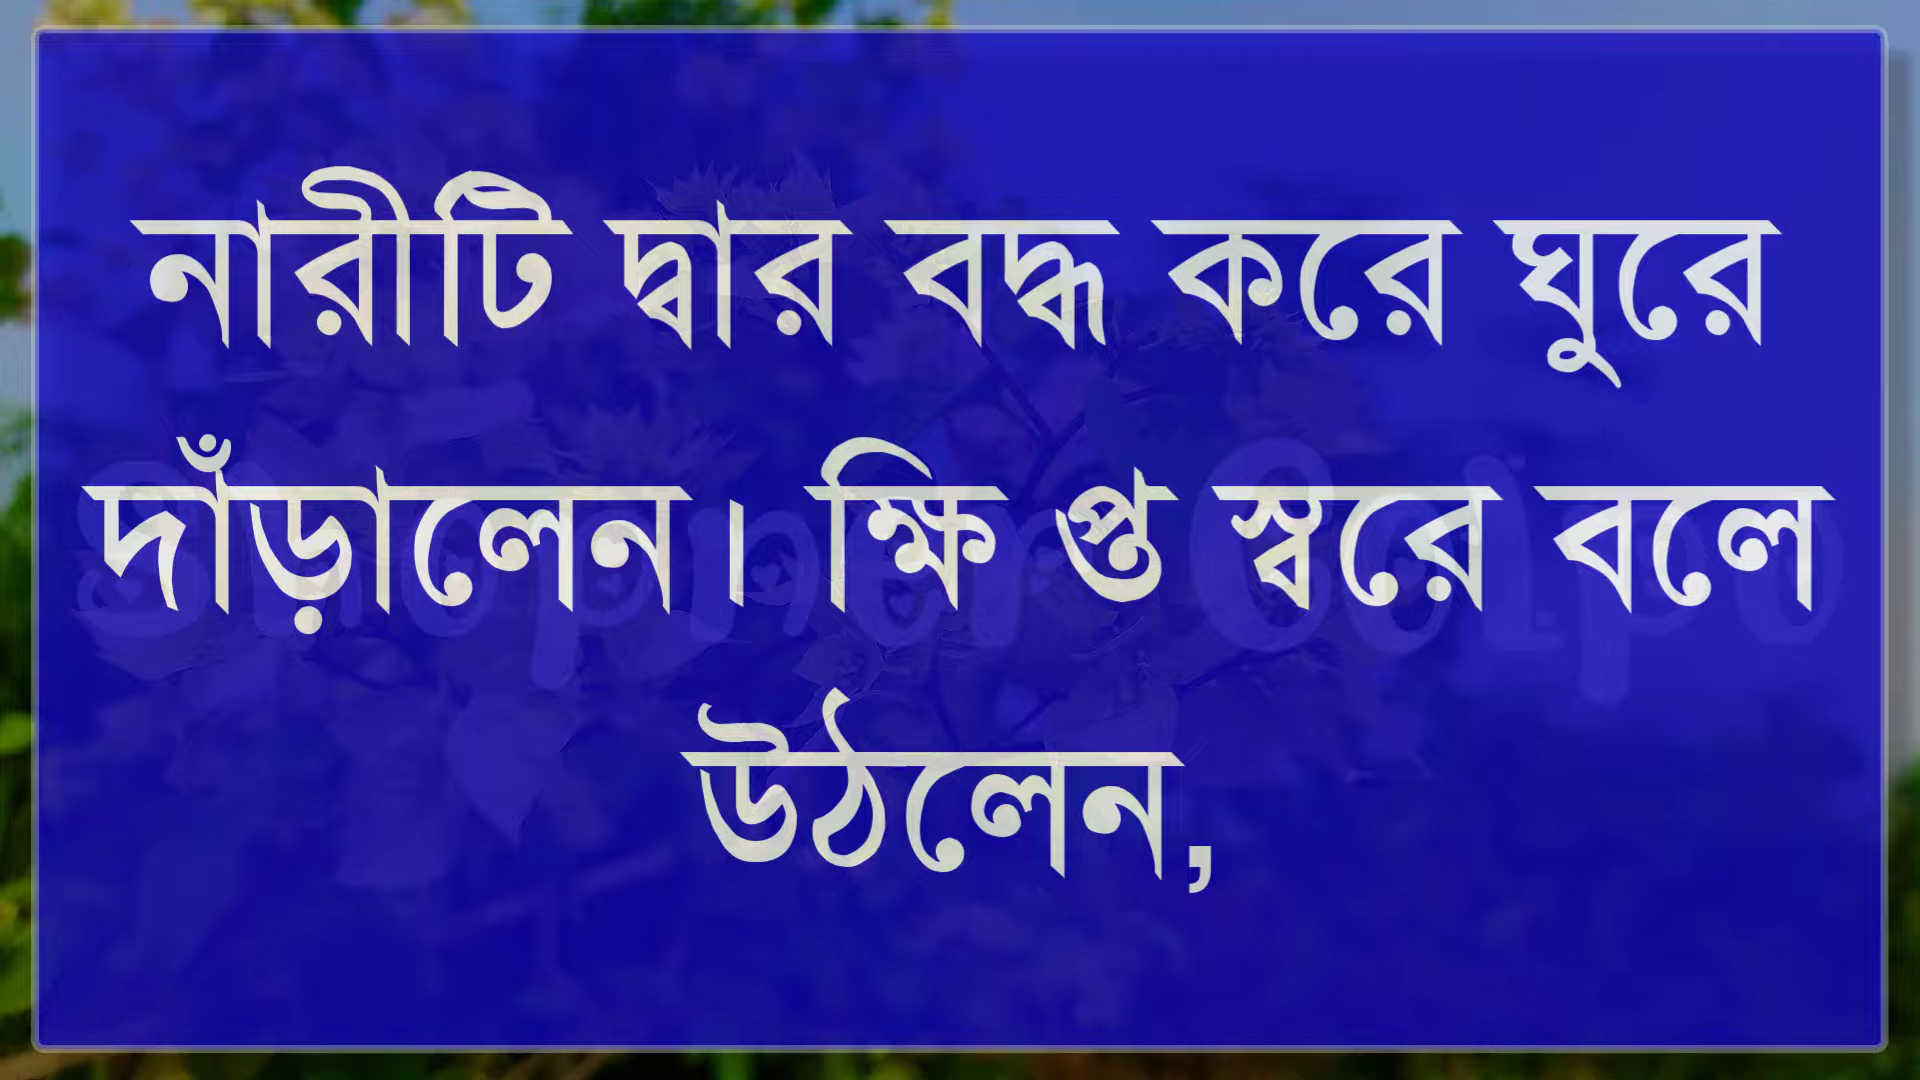 নারীটি দ্বার বদ্ধ করে ঘুরে
দাঁড়ালেন। ক্ষি প্ত স্বরে বলে
উঠলেন,